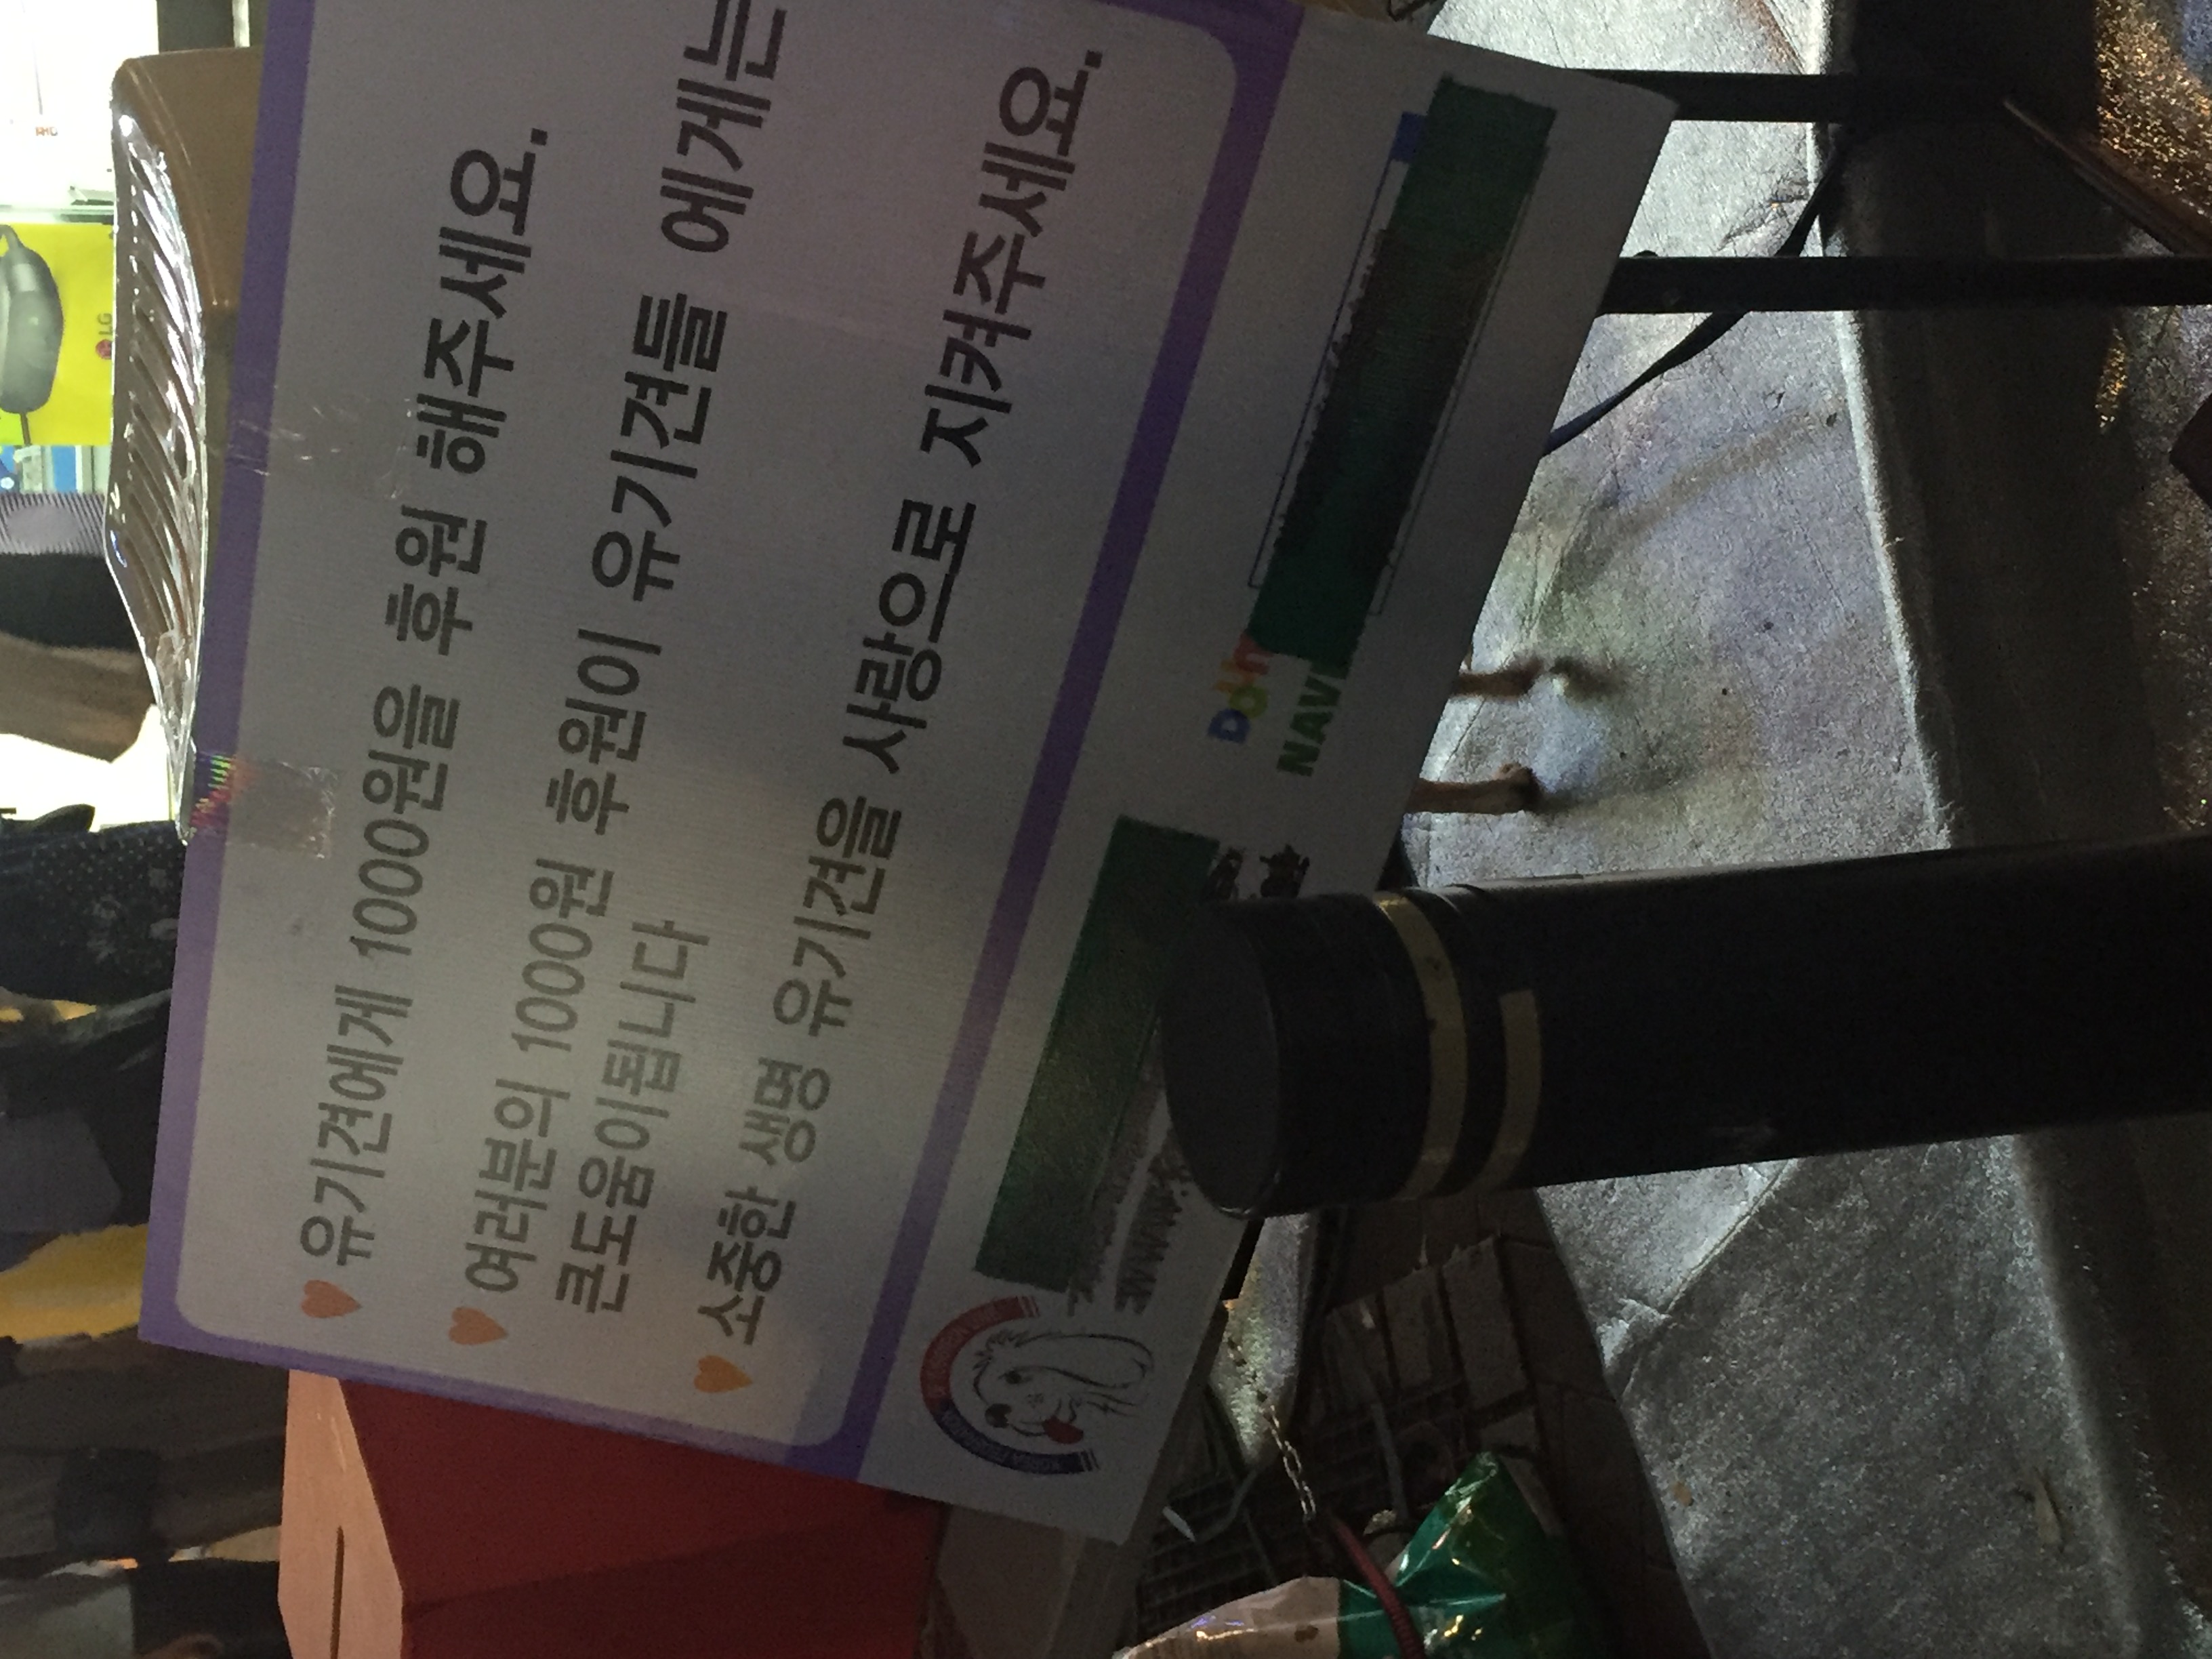 유기견에게 1000원을 후원 해주세요.
여러분의 1000원 후원이 유기견들 에게는
큰도움이됩니다
소중한 생명 유기견을 사랑으로 지켜주세요.
LG